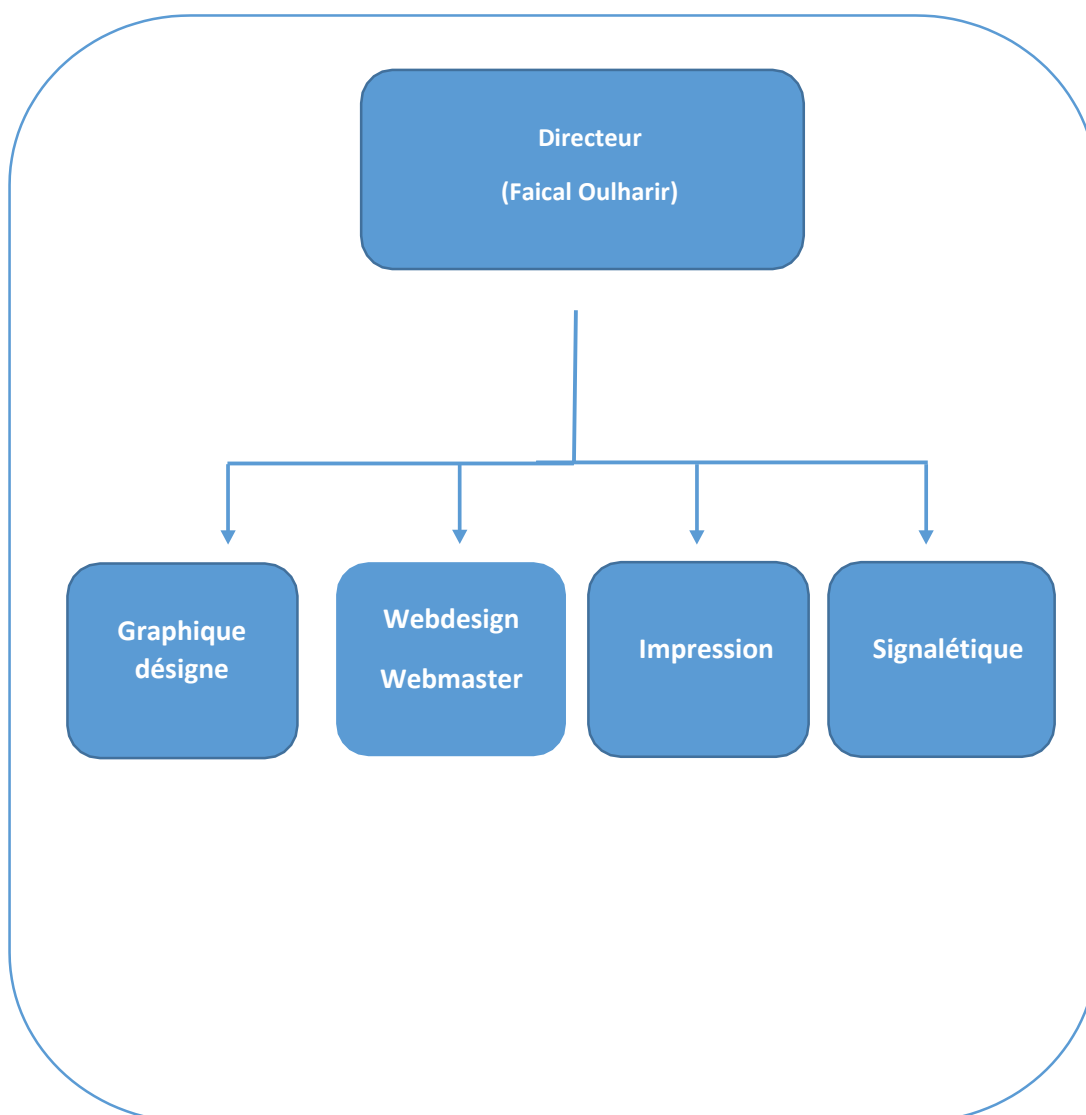 Directeur
(Faical Oulharir)
Graphique
désigne
Webdesign
Webmaster
Impression
Signalétique